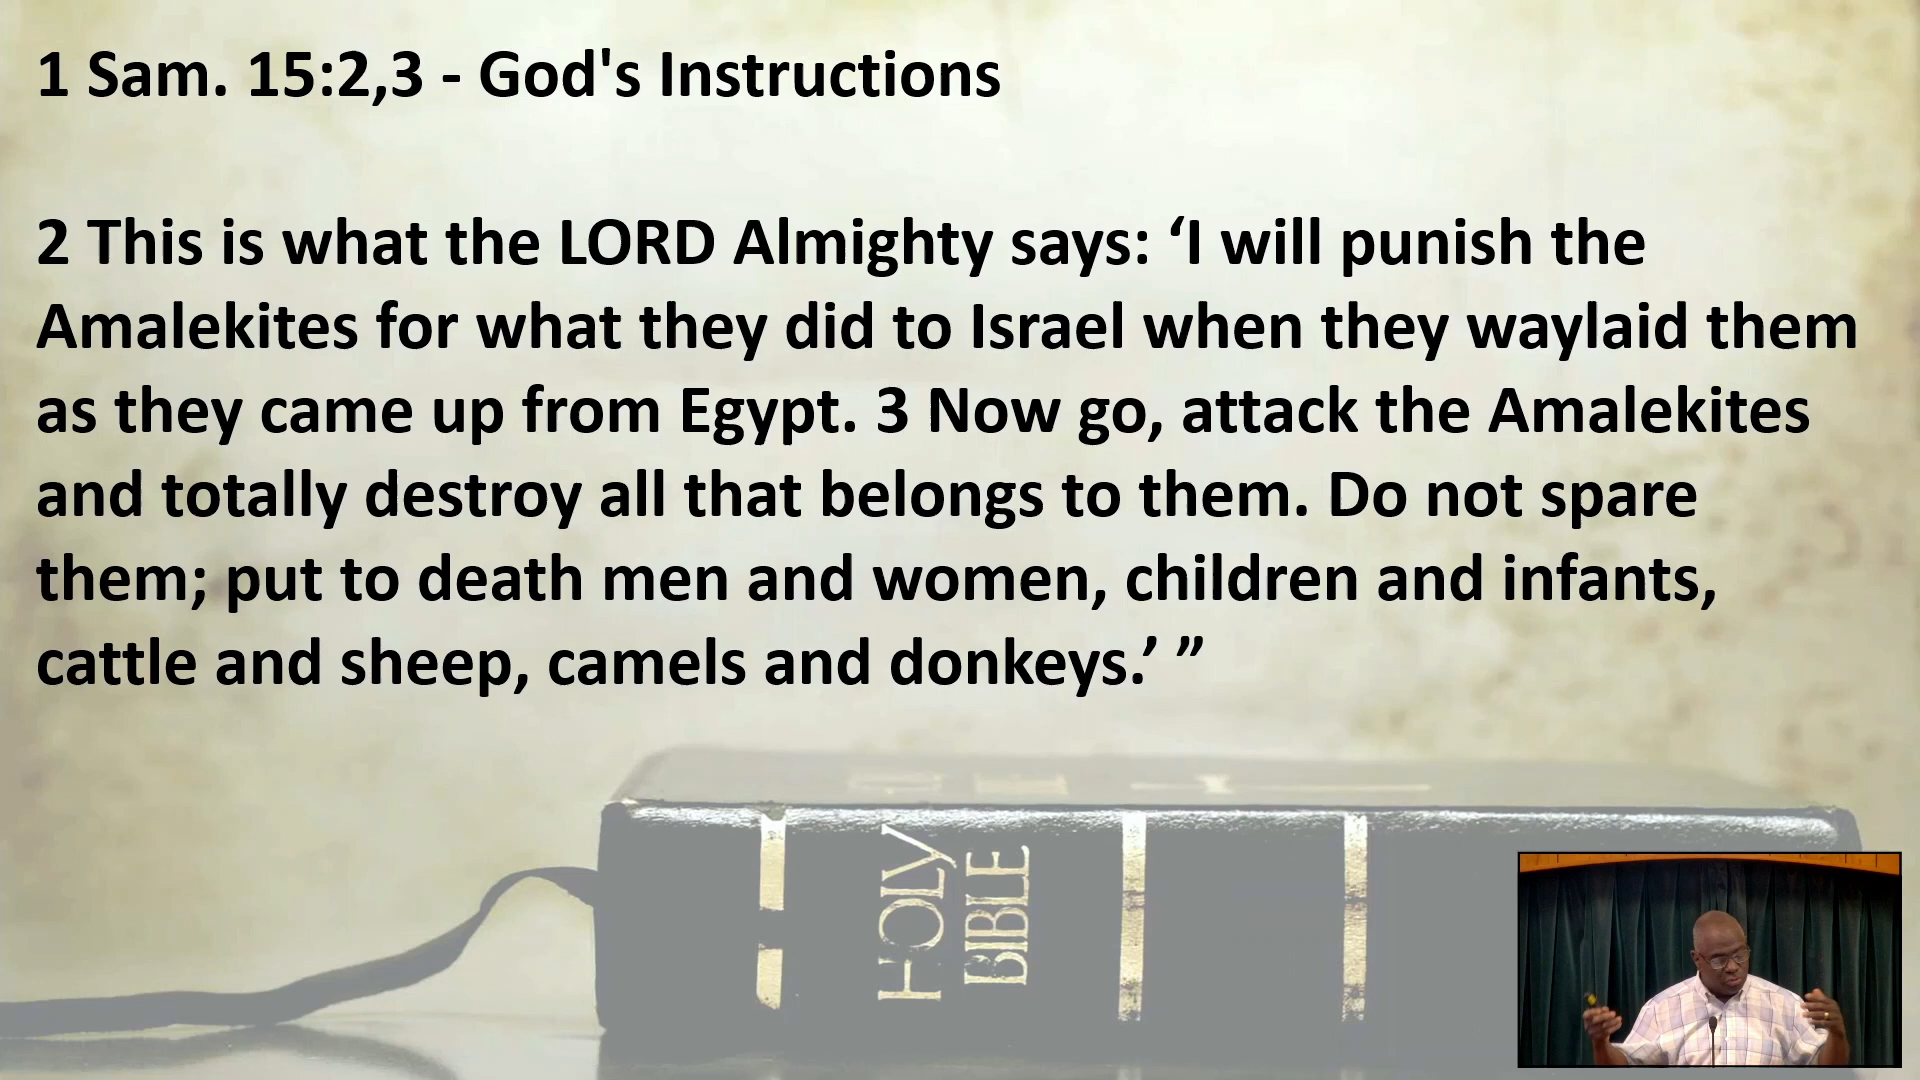 1 Sam. 15:2,3 - God's Instructions
2 This is what the LORD Almighty says: ‘I will punish the
Amalekites for what they did to Israel when they waylaid them
as they came up from Egypt. 3 Now go, attack the Amalekites
and totally destroy all that belongs to them. Do not spare
them; put to death men and women, children and infants,
cattle and sheep, camels and donkeys.’ ”
HOLY
BIBLE